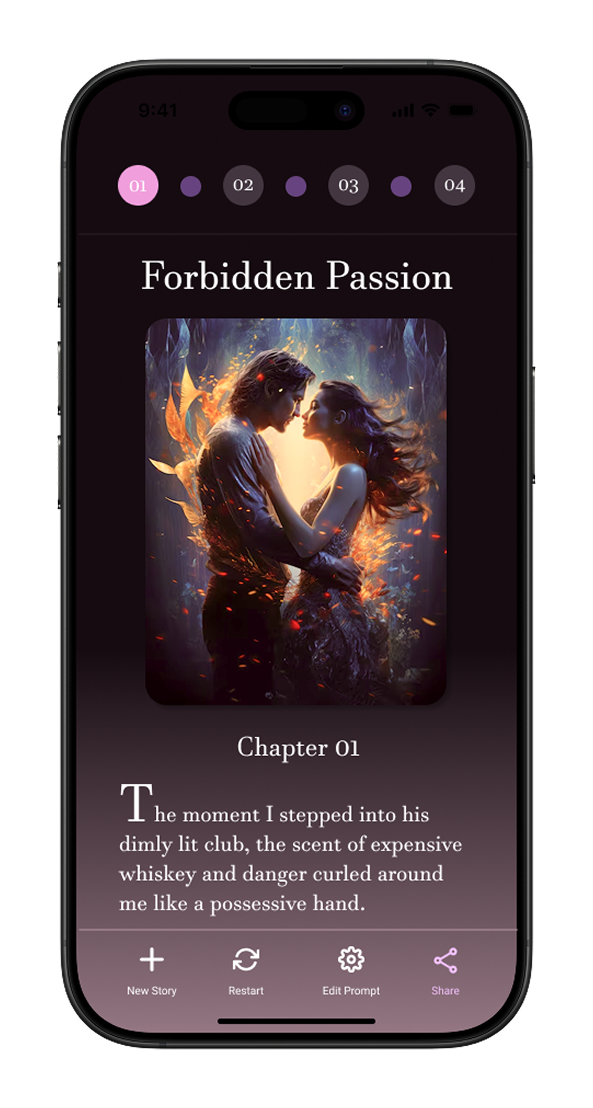 9:41
01 02 03 04
Forbidden Passion
Chapter 01
The moment I stepped into his
dimly lit club, the scent of expensive
whiskey and danger curled around
me like a possessive hand.
New Story Restart Edit Prompt Share